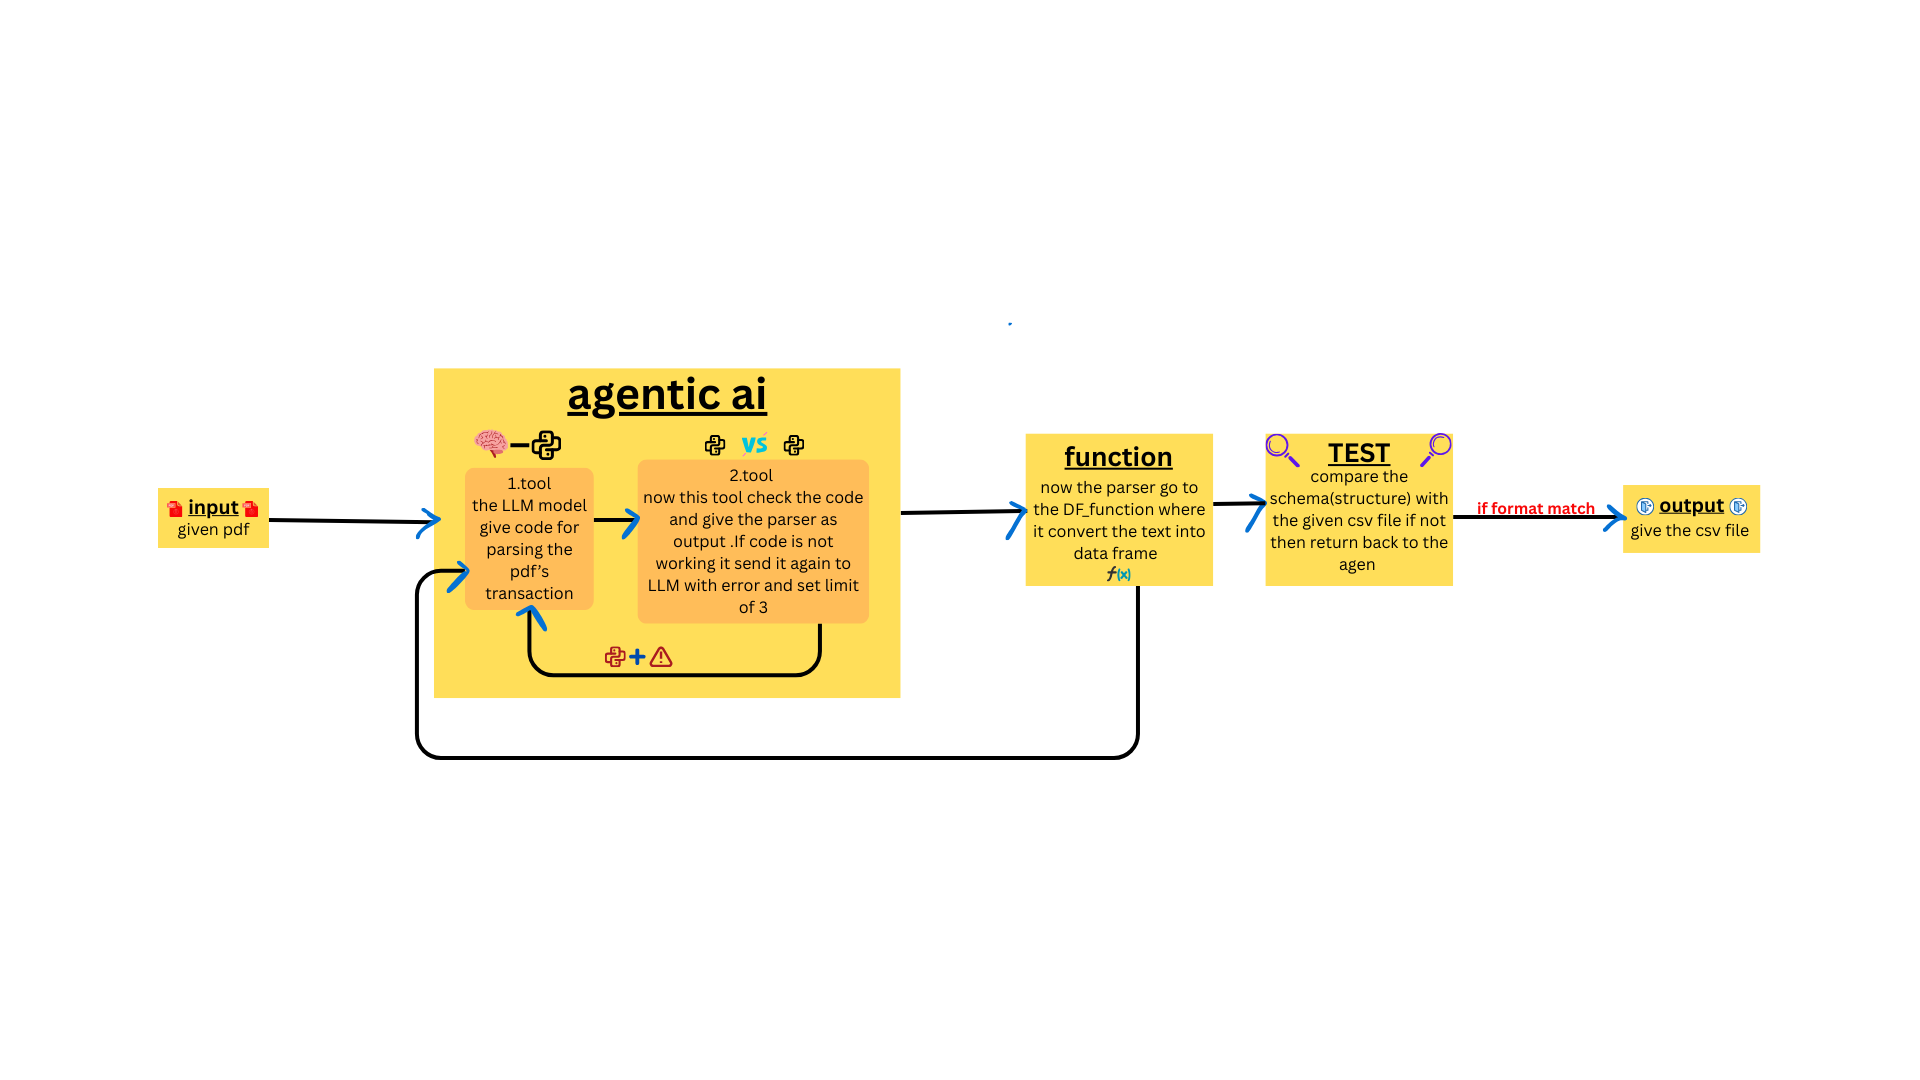 agentic ai
VS
1.tool
the LLM model
give code for
parsing the
pdf’s
transaction
2.tool
now this tool check the code
and give the parser as
output .If code is not
working it send it again to
LLM with error and set limit
of 3
input
given pdf
function
now the parser go to
the DF_function where
it convert the text into
data frame
f(x)
TEST
compare the
schema(structure) with
the given csv file if not
then return back to the
agen
if format match
output
give the csv file